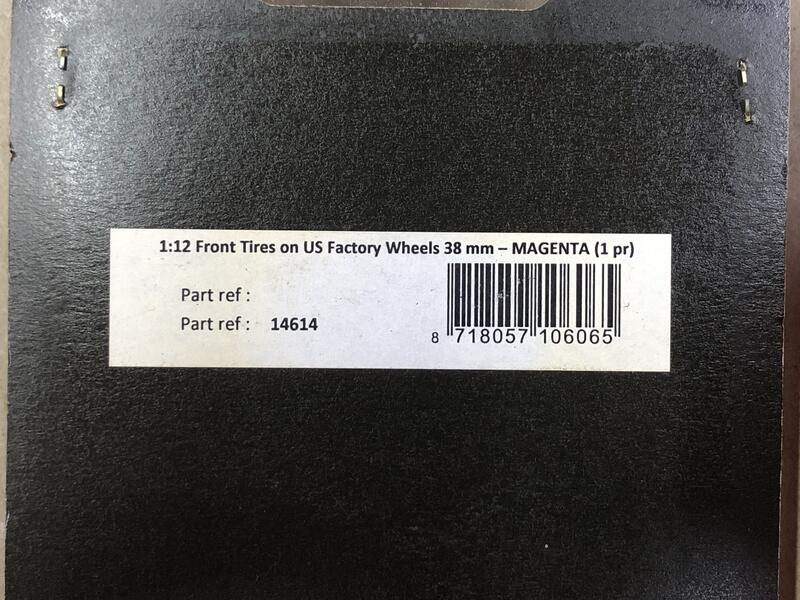 1:12 Front Tires on US Factory Wheels 38 mm – MAGENTA (1 pr)
Part ref :
Part ref : 14614
8 718057 106065